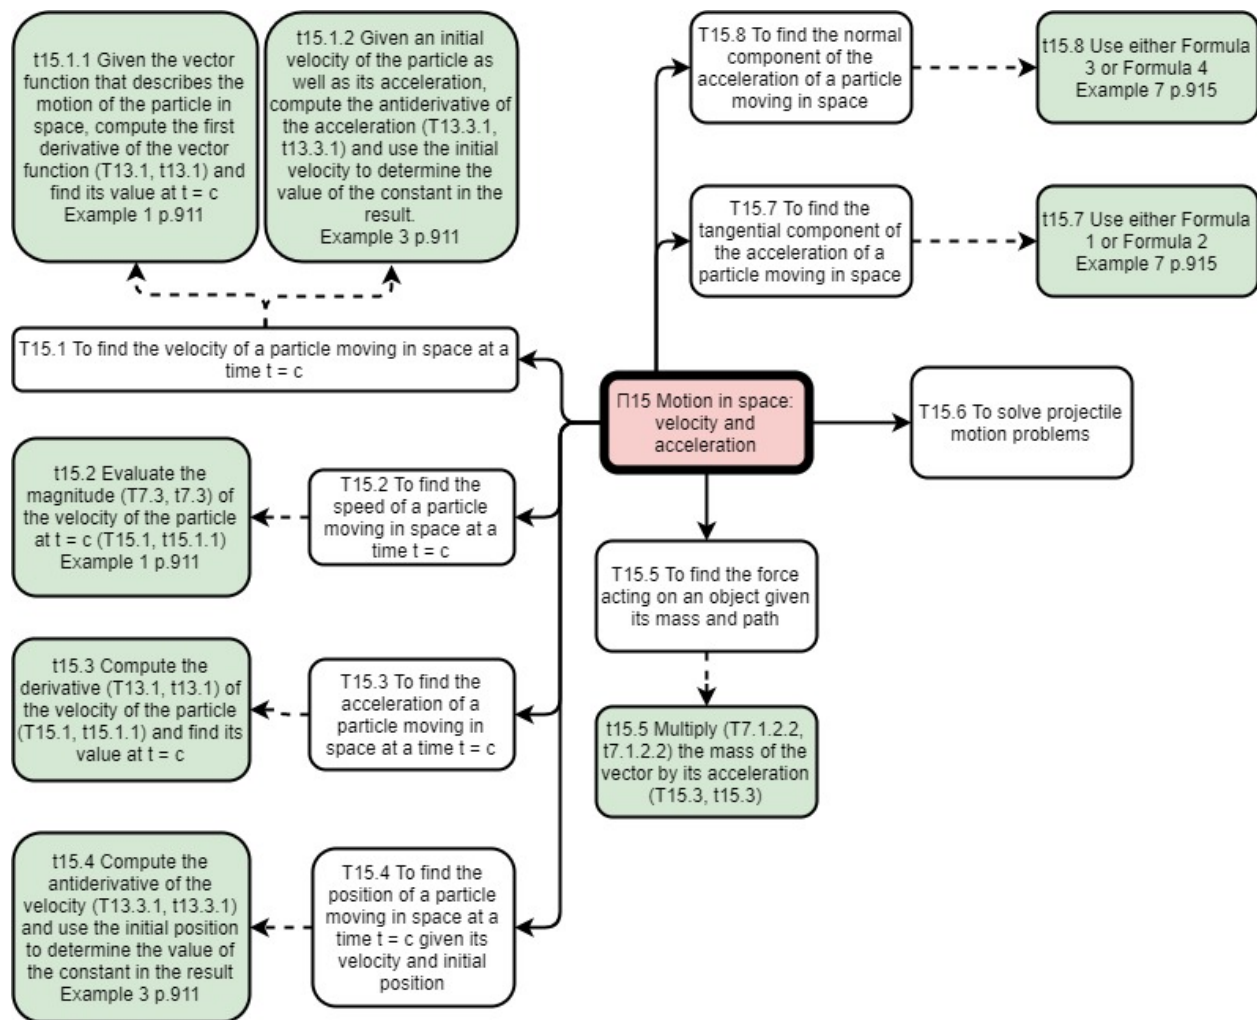 t15.1.1 Given the vector
function that describes the
motion of the particle in
space, compute the first
derivative of the vector
function (T13.1, t13.1) and
find its value at t = c
Example 1 p.911
t15.1.2 Given an initial
velocity of the particle as
well as its acceleration,
compute the antiderivative of
the acceleration (T13.3.1,
t13.3.1) and use the initial
velocity to determine the
value of the constant in the
result.
Example 3 p.911
T15.8 To find the normal
component of the
acceleration of a particle
moving in space
t15.8 Use either Formula
3 or Formula 4
Example 7 p.915
T15.7 To find the
tangential component of
the acceleration of a
particle moving in space
t15.7 Use either Formula
1 or Formula 2
Example 7 p.915
T15.1 To find the velocity of a particle moving in space at a
time t = c
П15 Motion in space:
velocity and
acceleration
T15.6 To solve projectile
motion problems
t15.2 Evaluate the
magnitude (T7.3, t7.3) of
the velocity of the particle
at t = c (T15.1, t15.1.1)
Example 1 p.911
T15.2 To find the
speed of a particle
moving in space at a
time t = c
T15.5 To find the force
acting on an object given
its mass and path
t15.3 Compute the
derivative (T13.1, t13.1) of
the velocity of the particle
(T15.1, t15.1.1) and find its
value at t = c
T15.3 To find the
acceleration of a
particle moving in
space at a time t = c
t15.5 Multiply (T7.1.2.2,
t7.1.2.2) the mass of the
vector by its acceleration
(T15.3, t15.3)
t15.4 Compute the
antiderivative of the
velocity (T13.3.1, t13.3.1)
and use the initial position
to determine the value of
the constant in the result
Example 3 p.911
T15.4 To find the
position of a particle
moving in space at a
time t = c given its
velocity and initial
position